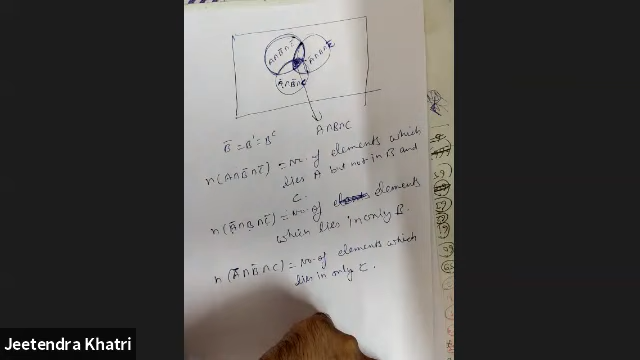 A∩B̅∩C̅
A̅∩B∩C̅
A̅∩B̅∩C
A∩B∩C
B̅ = B' = Bᶜ
n(A∩B̅∩C̅) = No. of elements which
lies A but not in B and
C.
n(A̅∩B∩C̅) = No. of elements
which lies in only B.
n(A̅∩B̅∩C) = No. of elements which
lies in only C.
Jeetendra Khatri